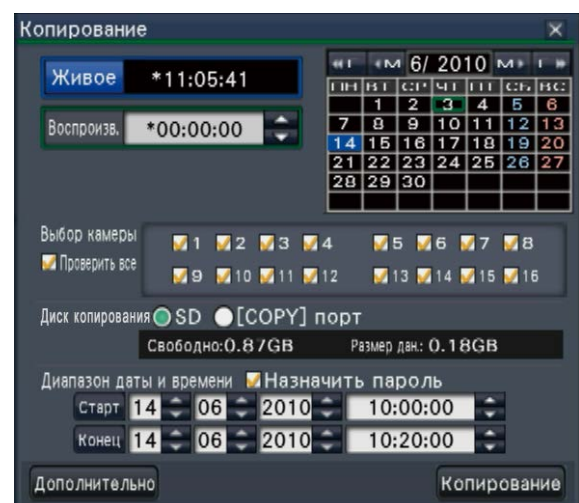 Копирование
Живое *11:05:41
Воспроизв. *00:00:00
M 6/ 2010 M
ПН ВТ СР ЧТ ПТ СБ ВС
1 2 3 4 5 6
7 8 9 10 11 12 13
14 15 16 17 18 19 20
21 22 23 24 25 26 27
28 29 30
Выбор камеры
Проверить все
1 2 3 4 5 6 7 8
9 10 11 12 13 14 15 16
Диск копирования SD [COPY] порт
Свободно:0.87GB Размер дан.: 0.18GB
Диапазон даты и времени Назначить пароль
Старт 14 06 2010 10:00:00
Конец 14 06 2010 10:20:00
Дополнительно Копирование